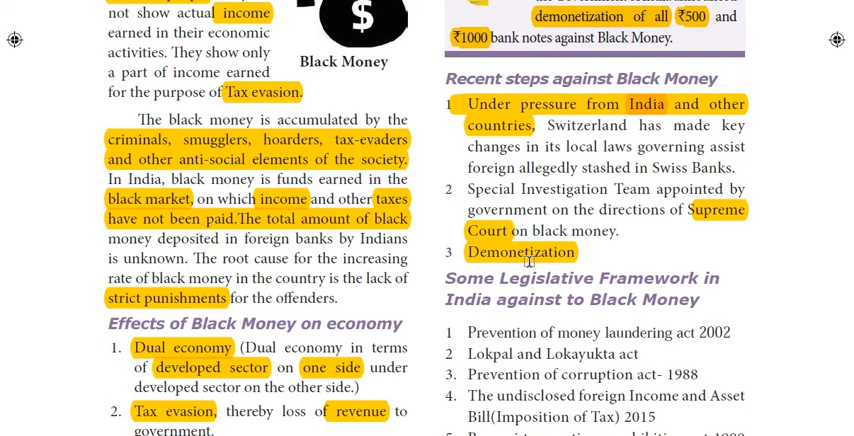 not show actual income
earned in their economic
activities. They show only
a part of income earned
for the purpose of Tax evasion.
$
Black Money
The black money is accumulated by the
criminals, smugglers, hoarders, tax-evaders
and other anti-social elements of the society.
In India, black money is funds earned in the
black market, on which income and other taxes
have not been paid.The total amount of black
money deposited in foreign banks by Indians
is unknown. The root cause for the increasing
rate of black money in the country is the lack of
strict punishments for the offenders.
Effects of Black Money on economy
1. Dual economy (Dual economy in terms
of developed sector on one side under
developed sector on the other side.)
2. Tax evasion, thereby loss of revenue to
government.
demonetization of all ₹500 and
₹1000 bank notes against Black Money.
Recent steps against Black Money
1 Under pressure from India and other
countries, Switzerland has made key
changes in its local laws governing assist
foreign allegedly stashed in Swiss Banks.
2 Special Investigation Team appointed by
government on the directions of Supreme
Court on black money.
3 Demonetization
Some Legislative Framework in
India against to Black Money
1 Prevention of money laundering act 2002
2 Lokpal and Lokayukta act
3. Prevention of corruption act- 1988
4. The undisclosed foreign Income and Asset
Bill(Imposition of Tax) 2015